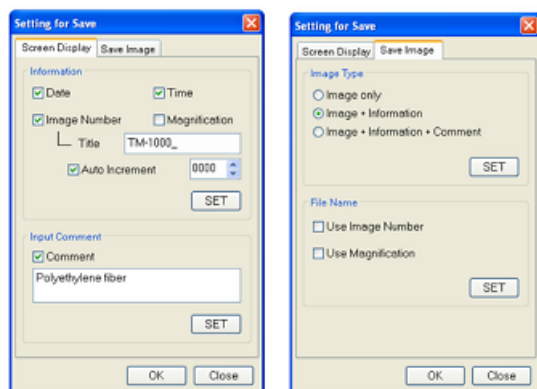 Setting for Save
Screen Display Save Image
Information
Date Time
Image Number Magnification
Title TM-1000_
Auto Increment 0000
SET
Input Comment
Comment
Polyethylene fiber
SET
OK Close
Setting for Save
Screen Display Save Image
Image Type
Image only
Image + Information
Image + Information + Comment
SET
File Name
Use Image Number
Use Magnification
SET
OK Close